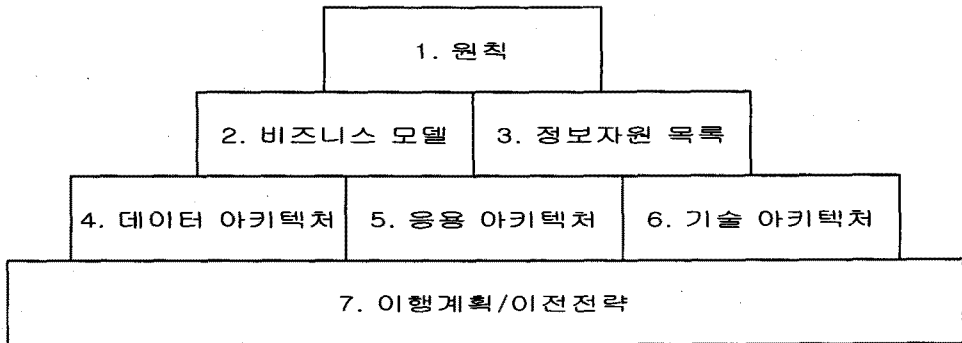 1. 원칙
2. 비즈니스 모델 3. 정보자원 목록
4. 데이터 아키텍처 5. 응용 아키텍처 6. 기술 아키텍처
7. 이행계획/이전전략